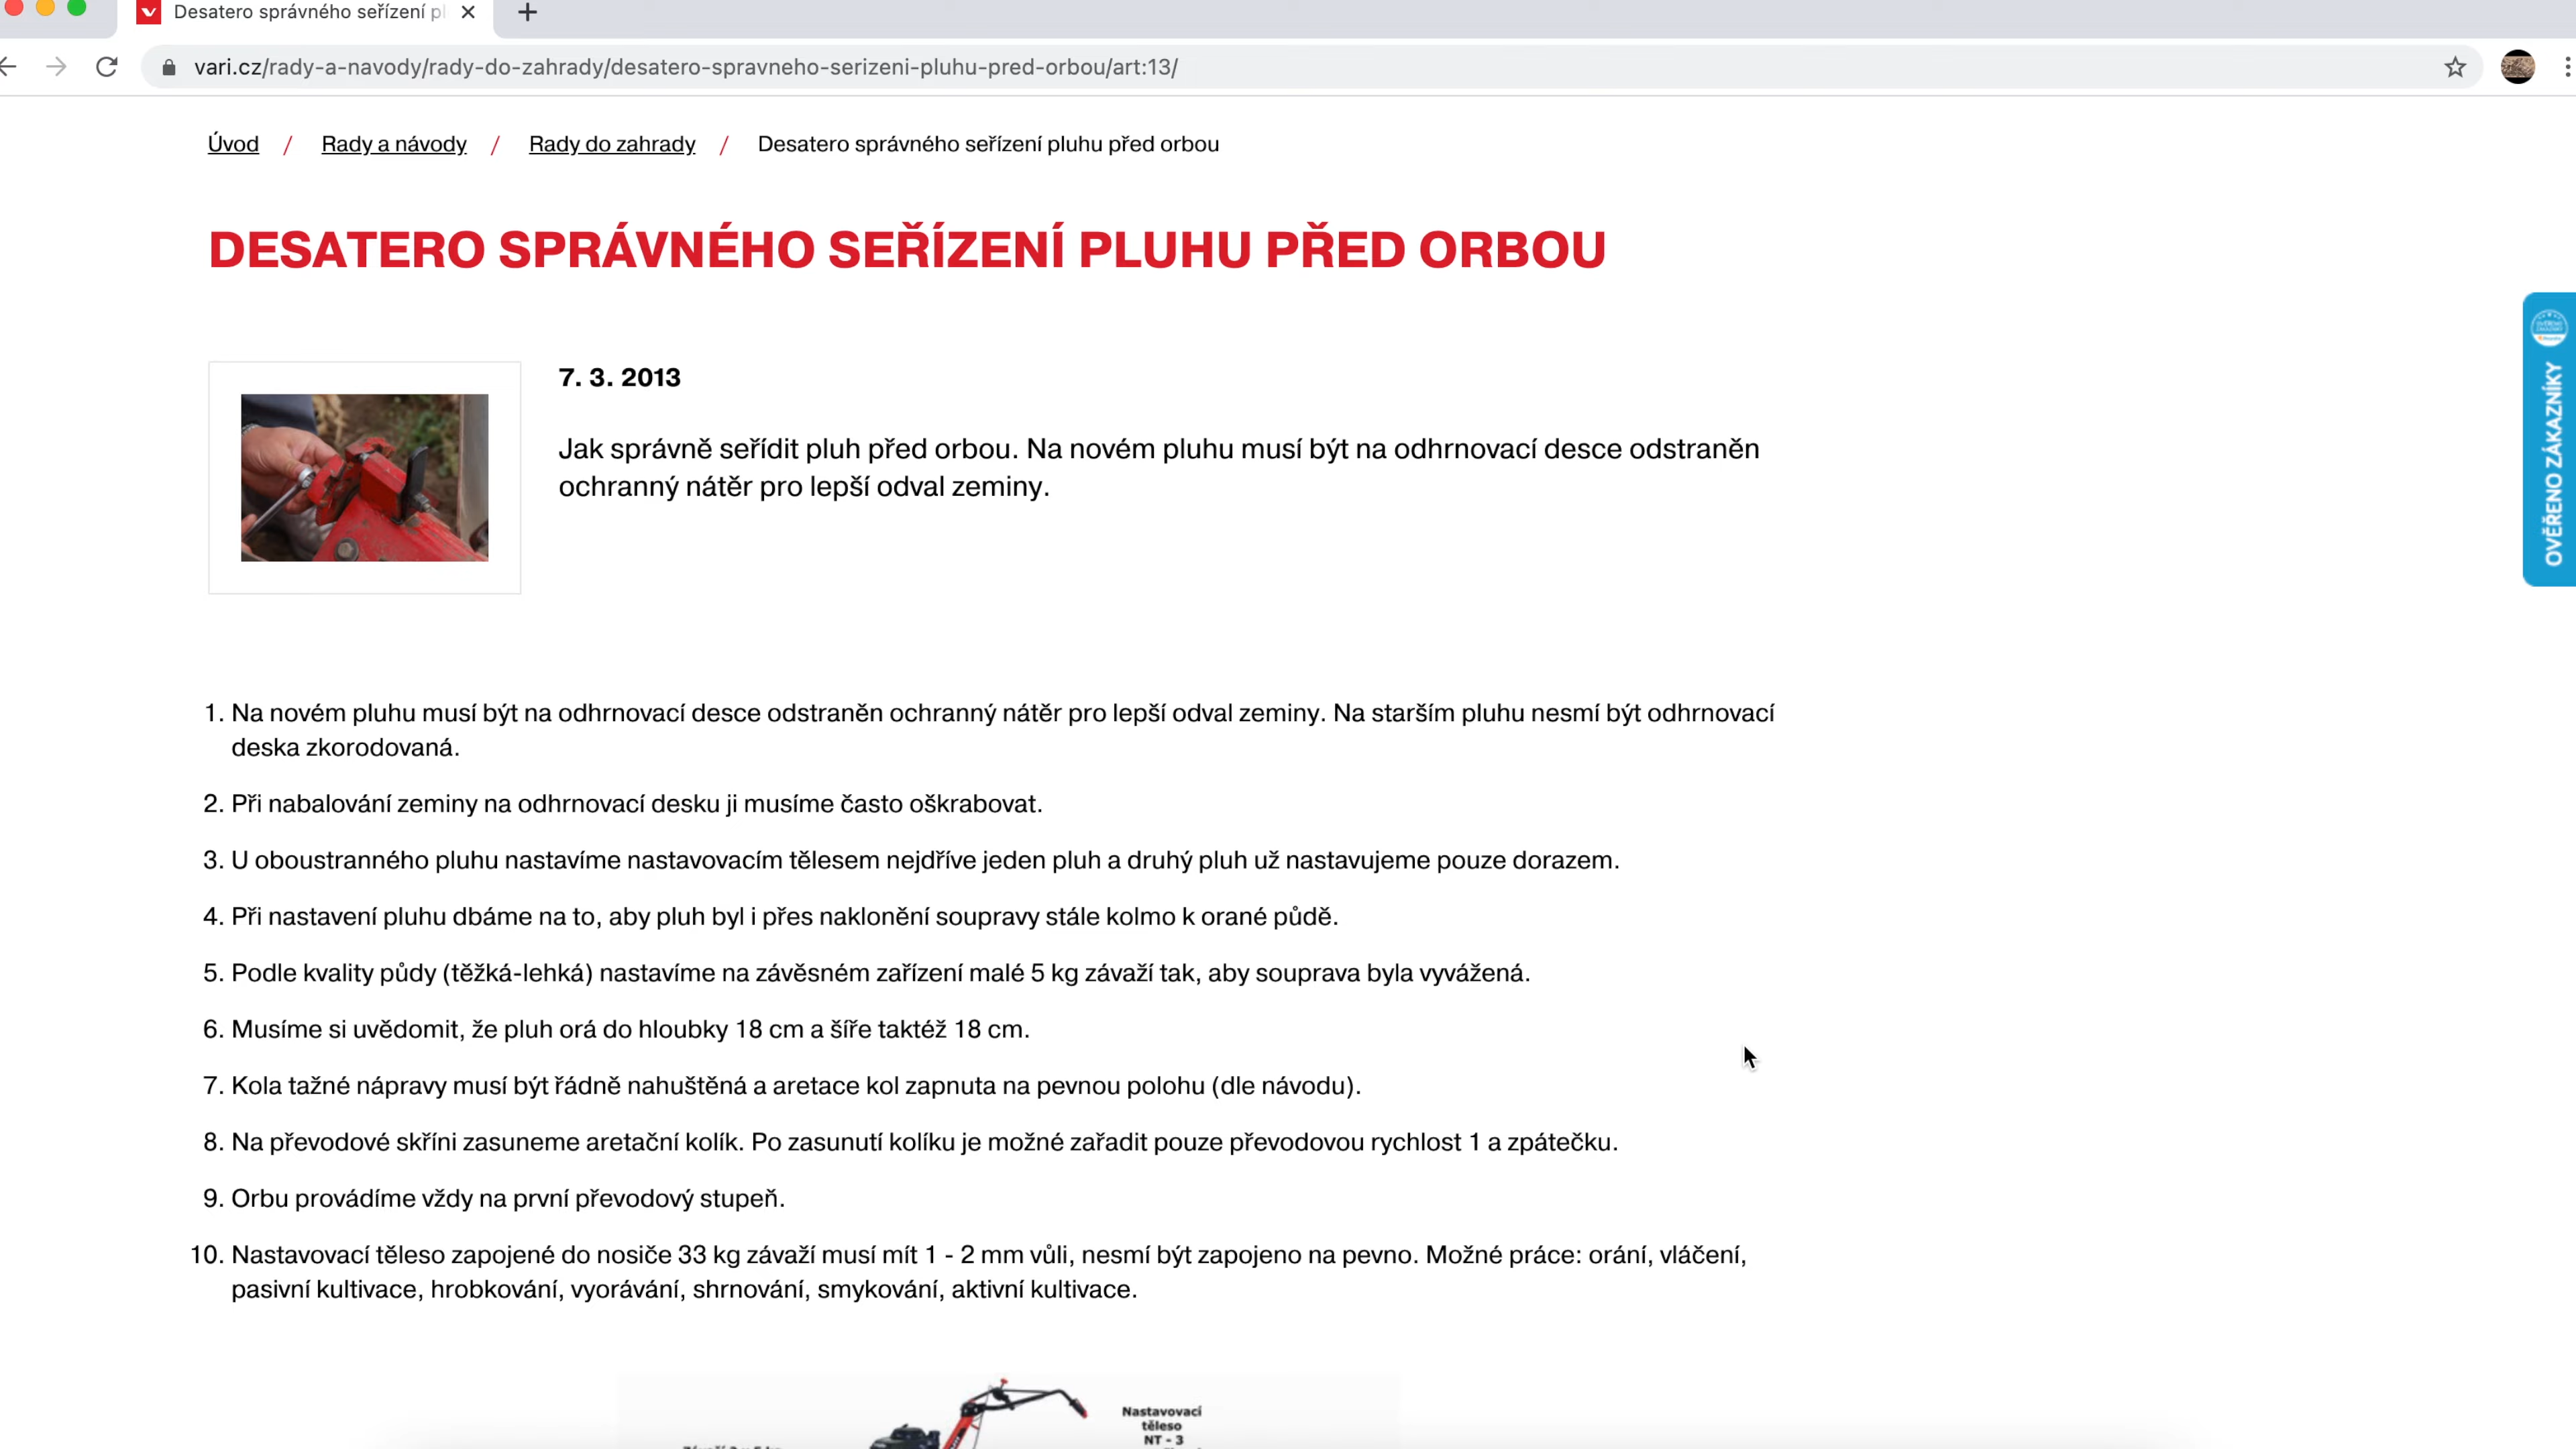 Desatero správného seřízení pl
vari.cz/rady-a-navody/rady-do-zahrady/desatero-spravneho-serizeni-pluhu-pred-orbou/art:13/
Úvod / Rady a návody / Rady do zahrady / Desatero správného seřízení pluhu před orbou
DESATERO SPRÁVNÉHO SEŘÍZENÍ PLUHU PŘED ORBOU
7. 3. 2013
Jak správně seřídit pluh před orbou. Na novém pluhu musí být na odhrnovací desce odstraněn
ochranný nátěr pro lepší odval zeminy.
OVĚŘENO ZÁKAZNÍKY
1. Na novém pluhu musí být na odhrnovací desce odstraněn ochranný nátěr pro lepší odval zeminy. Na starším pluhu nesmí být odhrnovací
deska zkorodovaná.
2. Při nabalování zeminy na odhrnovací desku ji musíme často oškrabovat.
3. U oboustranného pluhu nastavíme nastavovacím tělesem nejdříve jeden pluh a druhý pluh už nastavujeme pouze dorazem.
4. Při nastavení pluhu dbáme na to, aby pluh byl i přes naklonění soupravy stále kolmo k orané půdě.
5. Podle kvality půdy (těžká-lehká) nastavíme na závěsném zařízení malé 5 kg závaží tak, aby souprava byla vyvážená.
6. Musíme si uvědomit, že pluh orá do hloubky 18 cm a šíře taktéž 18 cm.
7. Kola tažné nápravy musí být řádně nahuštěná a aretace kol zapnuta na pevnou polohu (dle návodu).
8. Na převodové skříni zasuneme aretační kolík. Po zasunutí kolíku je možné zařadit pouze převodovou rychlost 1 a zpátečku.
9. Orbu provádíme vždy na první převodový stupeň.
10. Nastavovací těleso zapojené do nosiče 33 kg závaží musí mít 1 - 2 mm vůli, nesmí být zapojeno na pevno. Možné práce: orání, vláčení,
pasivní kultivace, hrobkování, vyorávání, shrnování, smykování, aktivní kultivace.
Nastavovací
těleso
NT - 3